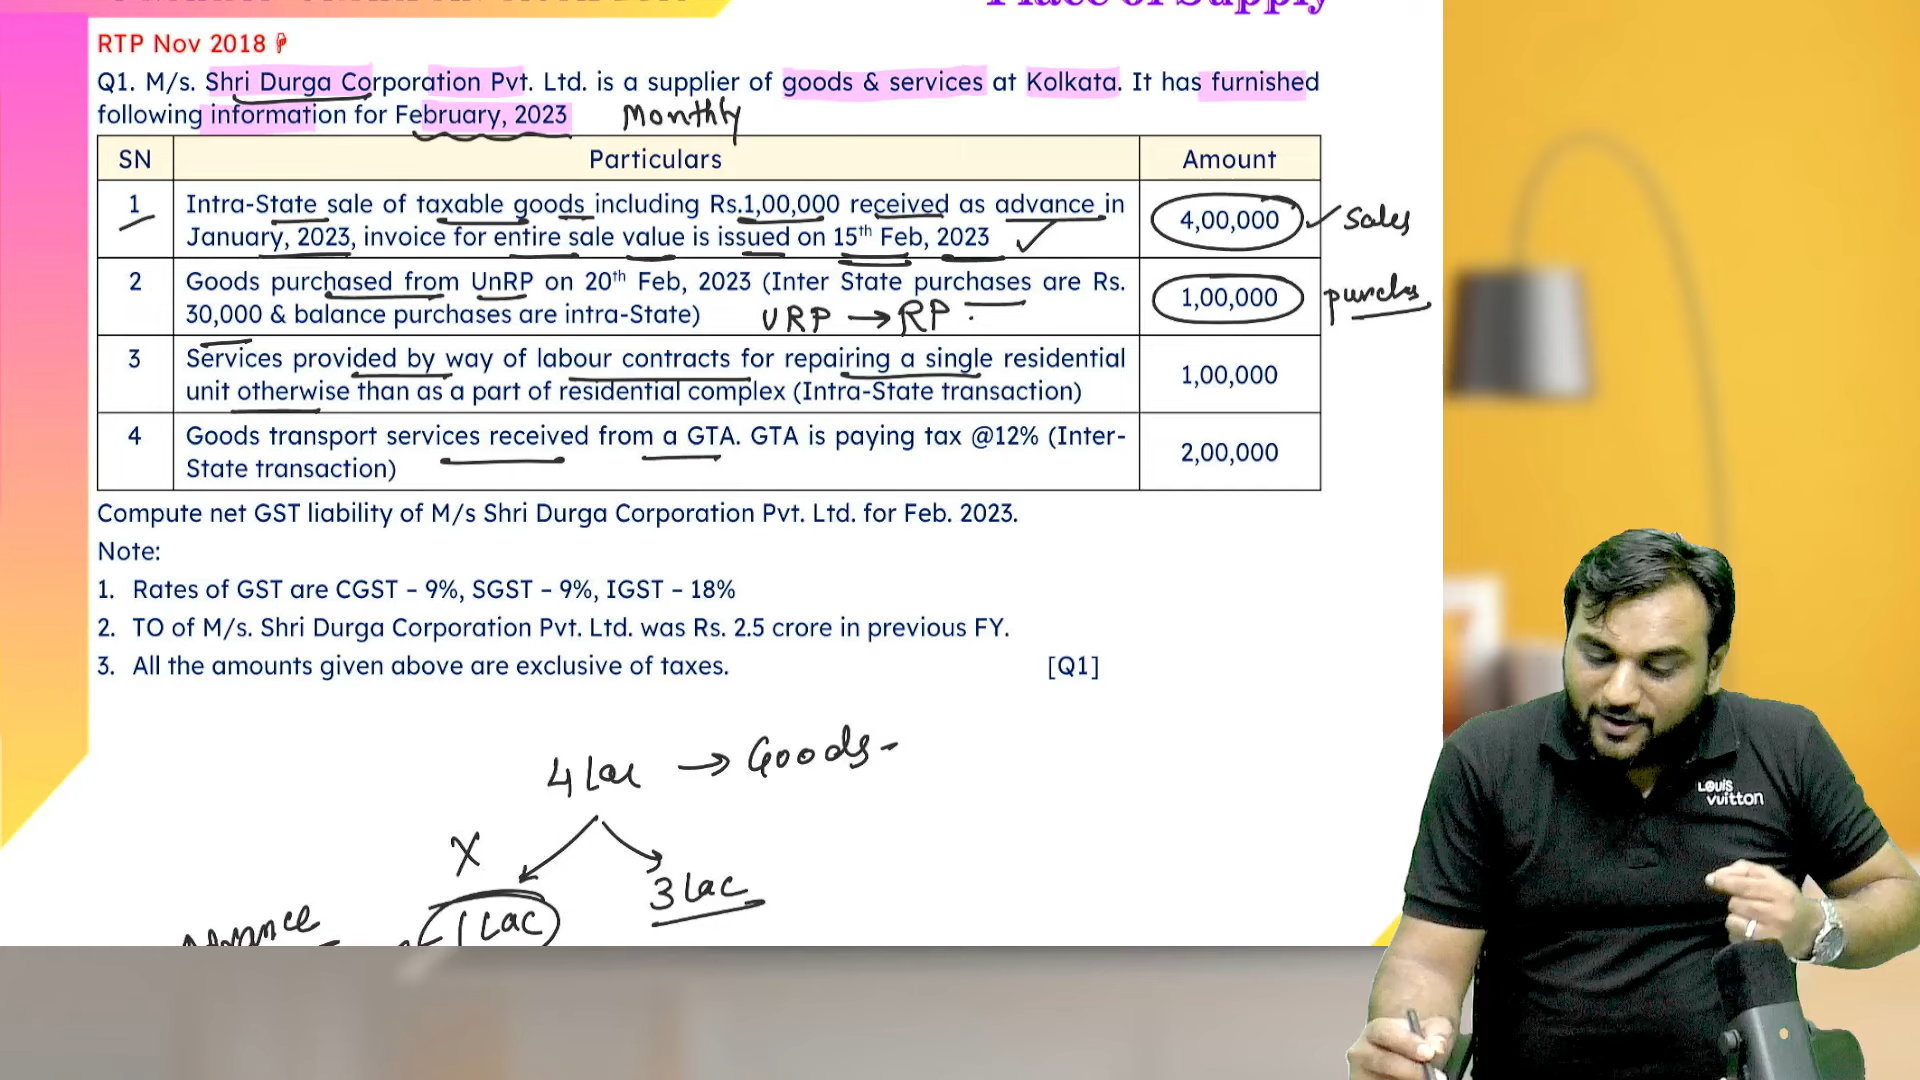 Place of Supply
RTP Nov 2018
Q1. M/s. Shri Durga Corporation Pvt. Ltd. is a supplier of goods & services at Kolkata. It has furnished
following information for February, 2023 Monthly
SN Particulars Amount
1 Intra-State sale of taxable goods including Rs.1,00,000 received as advance in
January, 2023, invoice for entire sale value is issued on 15th Feb, 2023 4,00,000 Sales
2 Goods purchased from UnRP on 20th Feb, 2023 (Inter State purchases are Rs.
30,000 & balance purchases are intra-State) URP → RP 1,00,000
3 Services provided by way of labour contracts for repairing a single residential
unit otherwise than as a part of residential complex (Intra-State transaction) 1,00,000
4 Goods transport services received from a GTA. GTA is paying tax @12% (Inter-
State transaction) 2,00,000
Compute net GST liability of M/s Shri Durga Corporation Pvt. Ltd. for Feb. 2023.
Note:
1. Rates of GST are CGST – 9%, SGST – 9%, IGST – 18%
2. TO of M/s. Shri Durga Corporation Pvt. Ltd. was Rs. 2.5 crore in previous FY.
3. All the amounts given above are exclusive of taxes. [Q1]
4 Lac → Goods -
X
3 Lac
Advance 1 Lac
Louis
vuitton